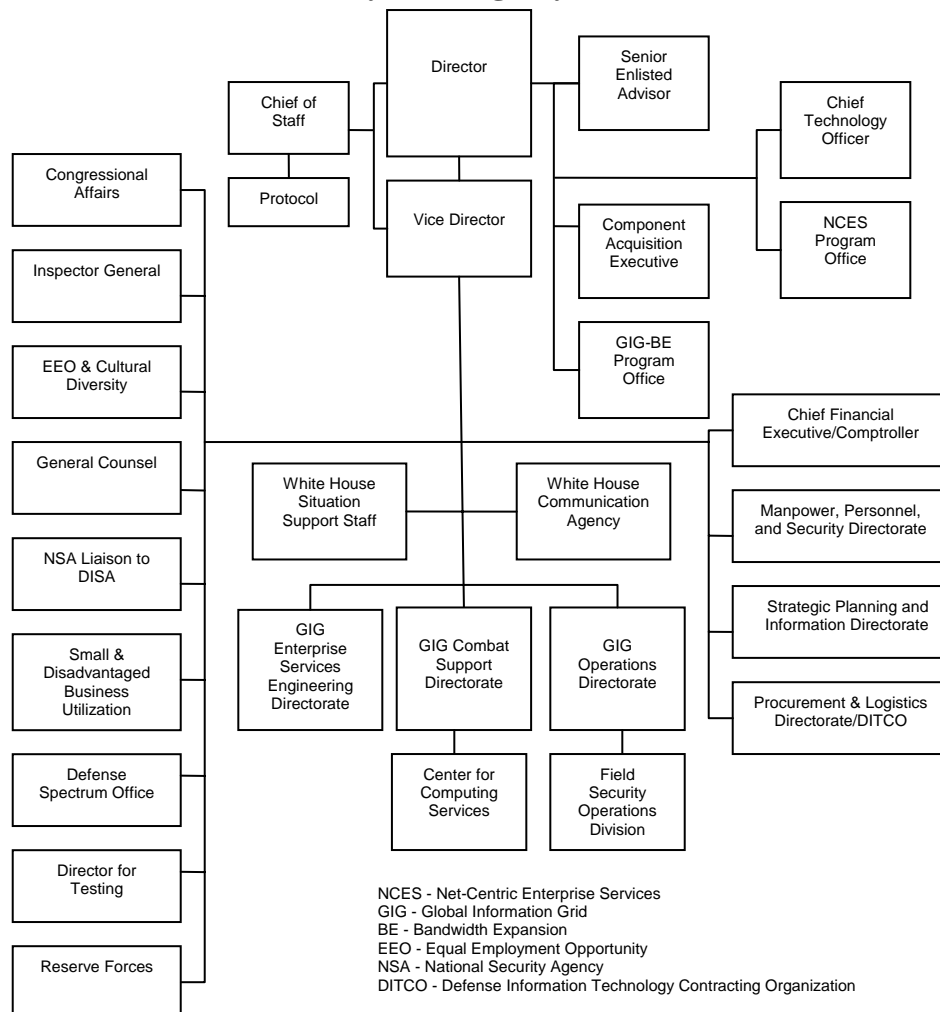 Director
Senior
Enlisted
Advisor
Chief of
Staff
Chief
Technology
Officer
Congressional
Affairs
Protocol
Vice Director
Component
Acquisition
Executive
NCES
Program
Office
Inspector General
GIG-BE
Program
Office
EEO & Cultural
Diversity
Chief Financial
Executive/Comptroller
General Counsel
White House
Situation
Support Staff
White House
Communication
Agency
Manpower, Personnel,
and Security Directorate
NSA Liaison to
DISA
Strategic Planning and
Information Directorate
GIG
Enterprise
Services
Engineering
Directorate
GIG Combat
Support
Directorate
GIG
Operations
Directorate
Small &
Disadvantaged
Business
Utilization
Procurement & Logistics
Directorate/DITCO
Defense
Spectrum Office
Center for
Computing
Services
Field
Security
Operations
Division
Director for
Testing
Reserve Forces
NCES - Net-Centric Enterprise Services
GIG - Global Information Grid
BE - Bandwidth Expansion
EEO - Equal Employment Opportunity
NSA - National Security Agency
DITCO - Defense Information Technology Contracting Organization